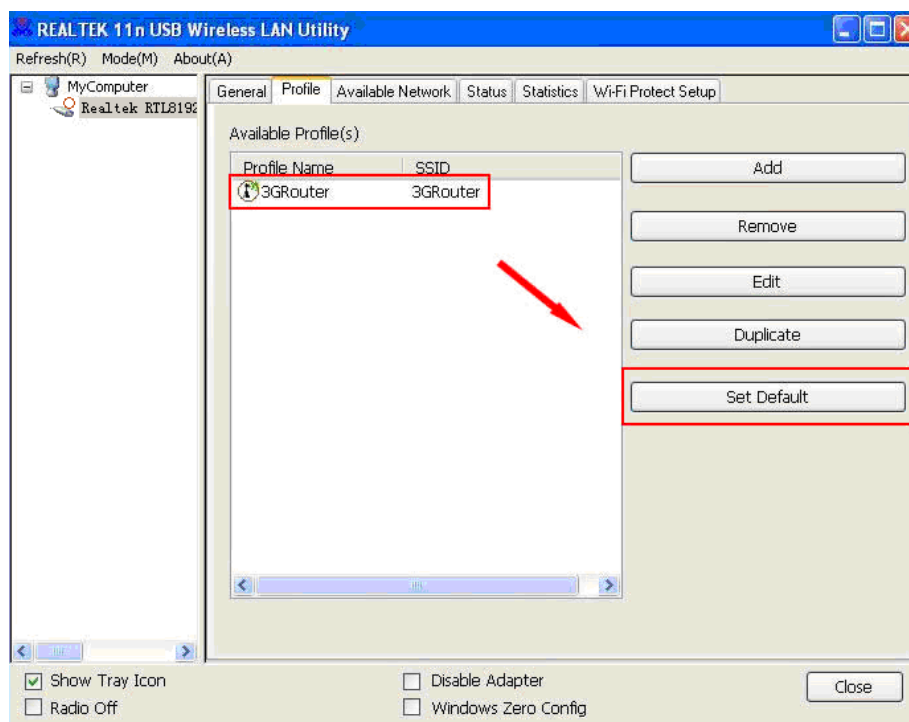 REALTEK 11n USB Wireless LAN Utility
Refresh(R) Mode(M) About(A)
MyComputer
Realtek RTL8192
General Profile Available Network Status Statistics Wi-Fi Protect Setup
Available Profile(s)
Profile Name SSID
3GRouter 3GRouter
Add
Remove
Edit
Duplicate
Set Default
Show Tray Icon
Radio Off
Disable Adapter
Windows Zero Config
Close